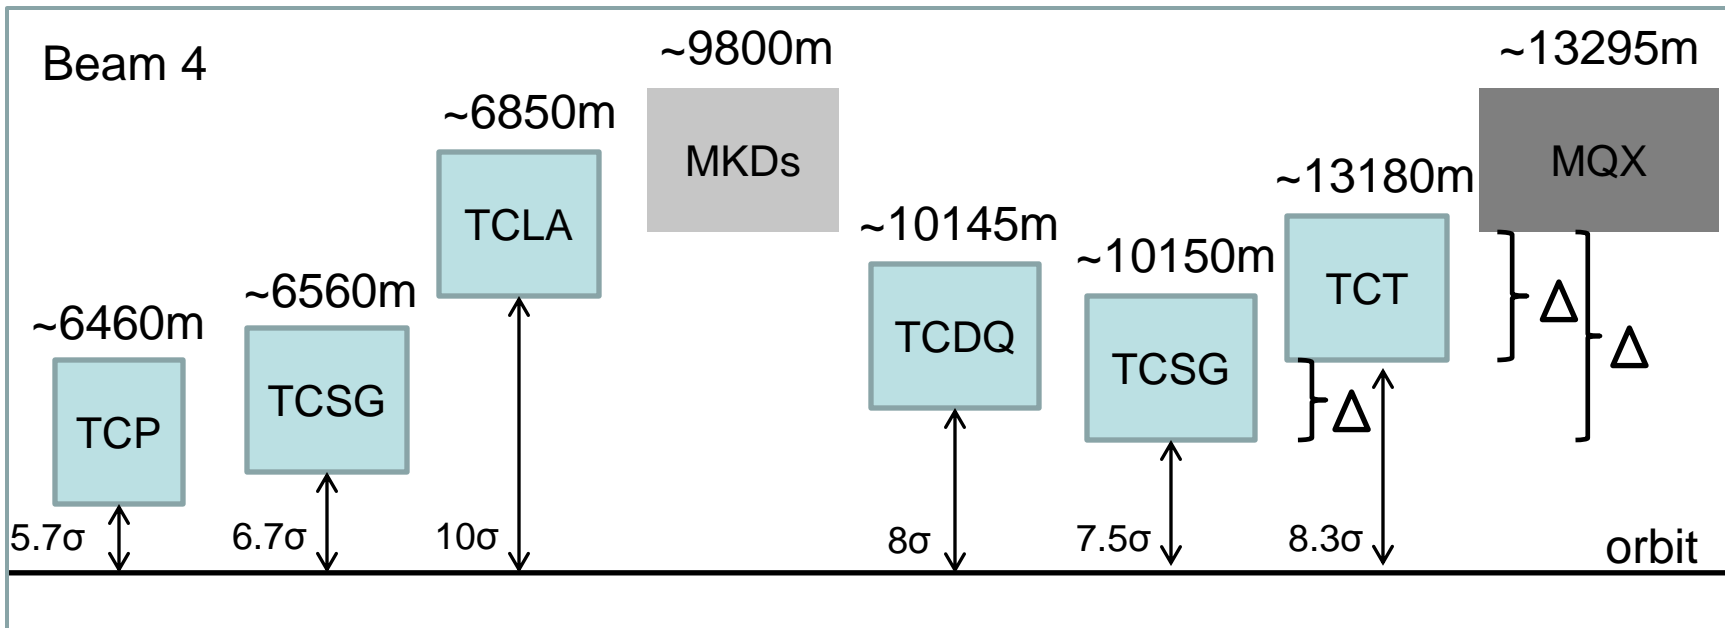 Beam 4
~9800m
~13295m
~6850m
MKDs
MQX
~13180m
TCLA
~10145m
~10150m
~6560m
~6460m
TCT
Δ
TCDQ
Δ
TCSG
TCSG
TCP
Δ
5.7σ
6.7σ
10σ
8σ
7.5σ
8.3σ
orbit